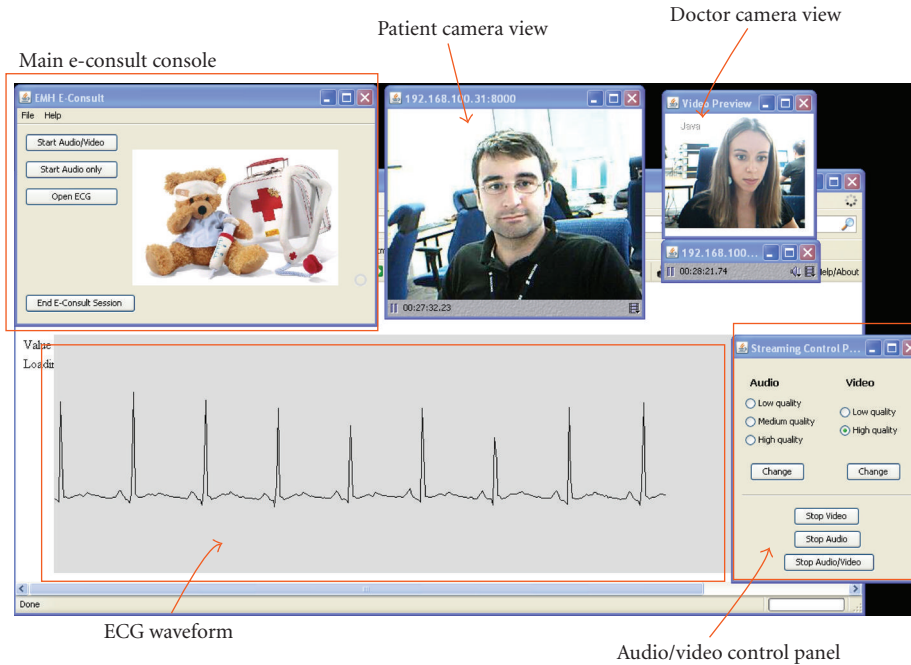 Doctor camera view
Patient camera view
Main e-consult console
EMH E-Consult
File Help
Start Audio/Video
Start Audio only
Open ECG
End E-Consult Session
192.168.100.31:8000
00:27:32.23
Video Preview
Java
192.168.100...
00:28:21.74
elp/About
Value
Loadin
Streaming Control P...
Audio Video
Low quality
Medium quality
High quality
Low quality
High quality
Change Change
Stop Video
Stop Audio
Stop Audio/Video
Done
ECG waveform
Audio/video control panel